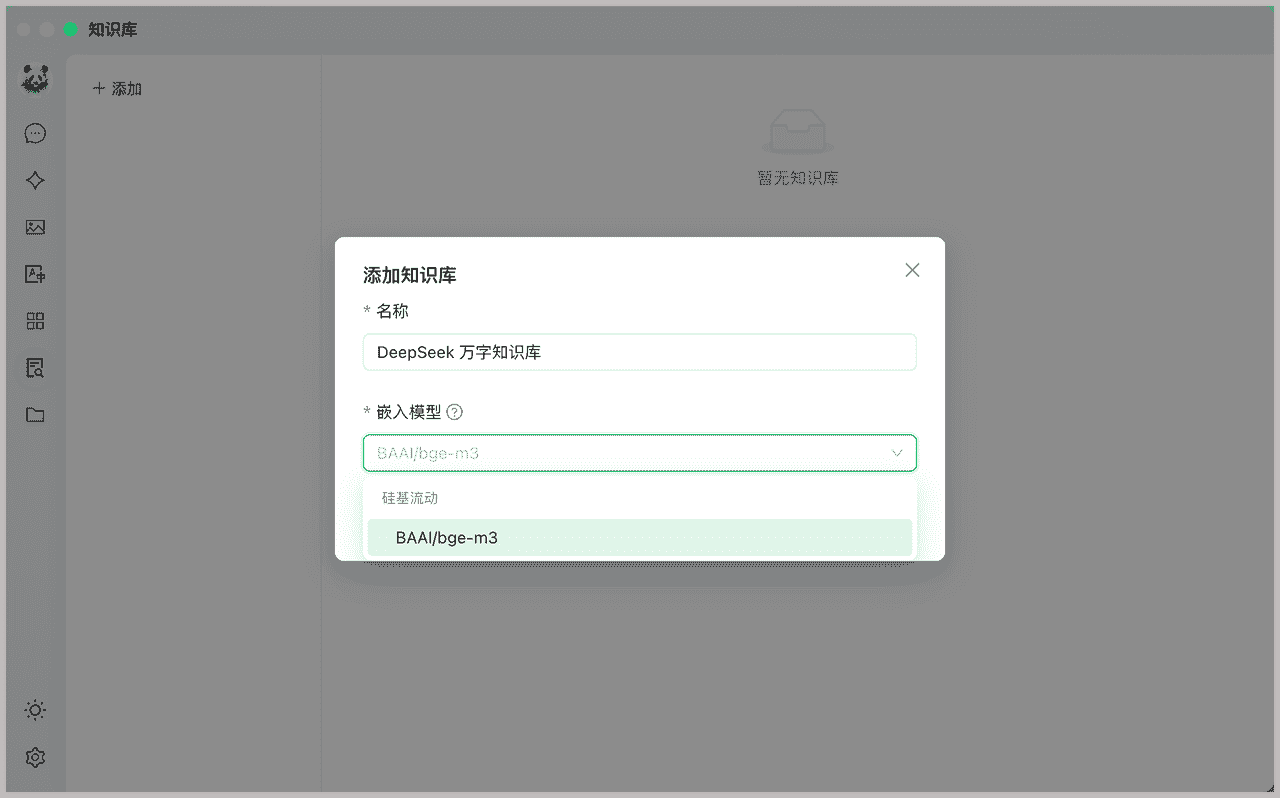 知识库
添加
暂无知识库
添加知识库
* 名称
DeepSeek 万字知识库
* 嵌入模型
BAAI/bge-m3
硅基流动
BAAI/bge-m3